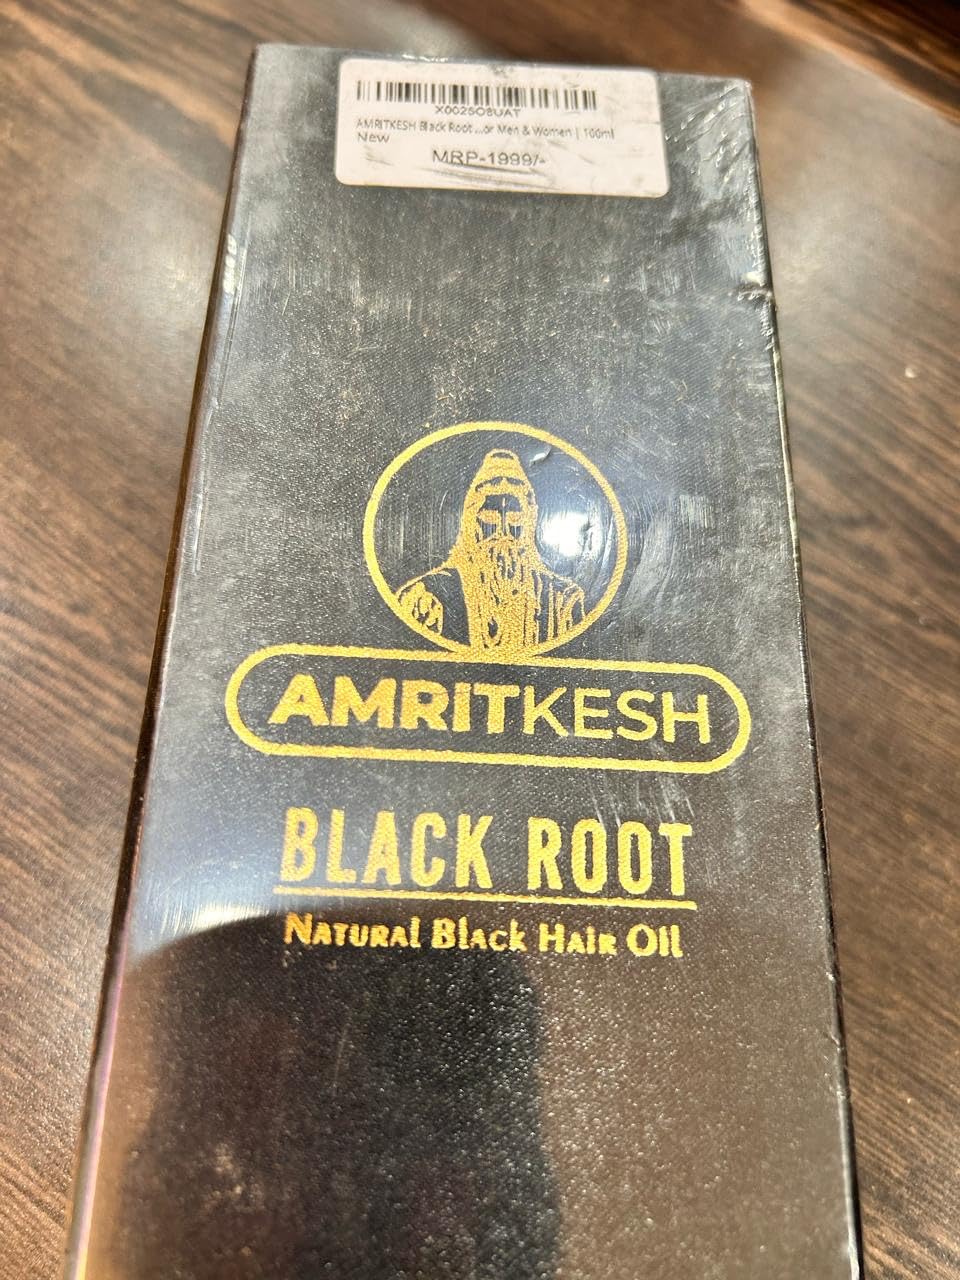 X0025O8UAT
AMRITKESH Black Root ...or Men & Women | 100ml
New
MRP-1999/-
AMRITKESH
BLACK ROOT
Natural Black Hair Oil